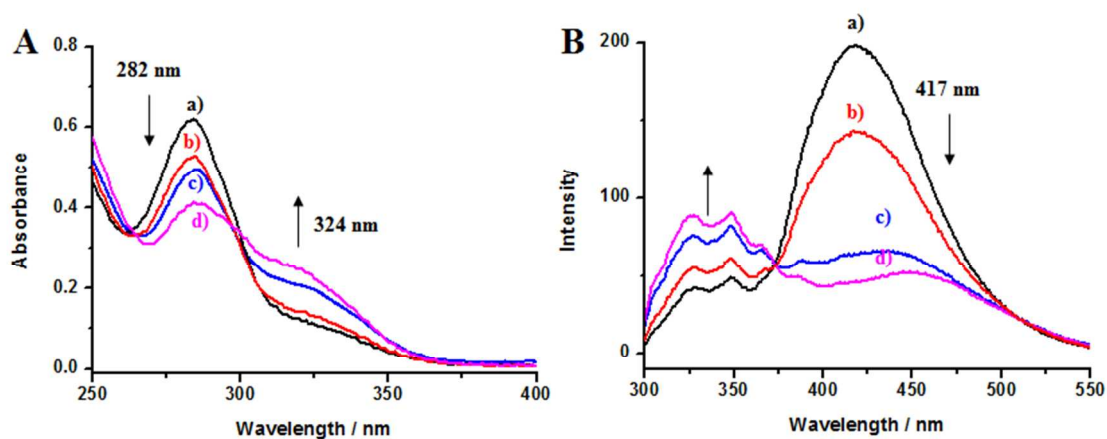 A
0.8
0.6
0.4
0.2
0.0
Absorbance
282 nm
a)
b)
c)
d)
324 nm
250
300
350
400
Wavelength / nm
B
200
100
0
Intensity
a)
417 nm
b)
c)
d)
300
350
400
450
500
550
Wavelength / nm